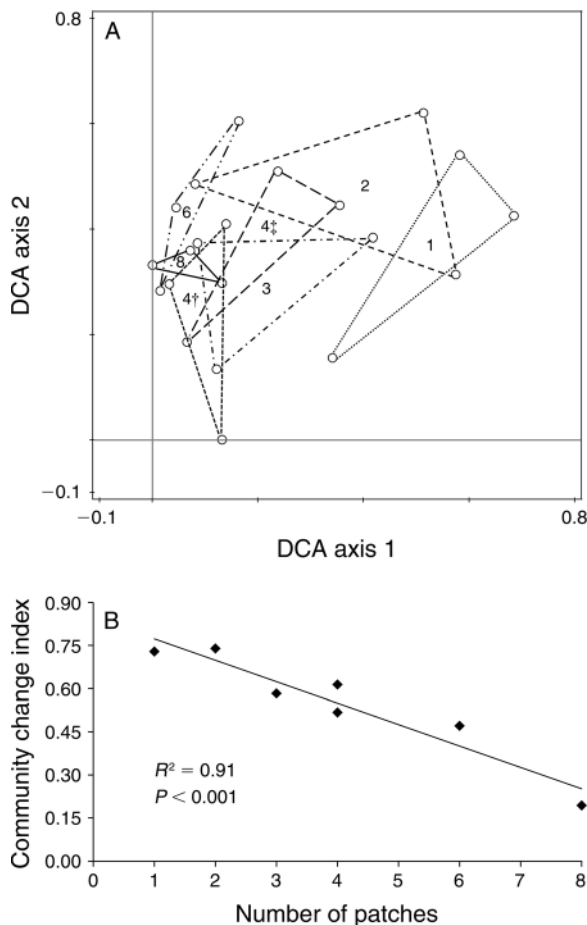 0.8
A
DCA axis 2
6
2
4‡
8
1
4†
3
−0.1
−0.1
0.8
DCA axis 1
B
Community change index
0.90
0.75
0.60
0.45
0.30
0.15
0.00
R² = 0.91
P < 0.001
0 1 2 3 4 5 6 7 8
Number of patches